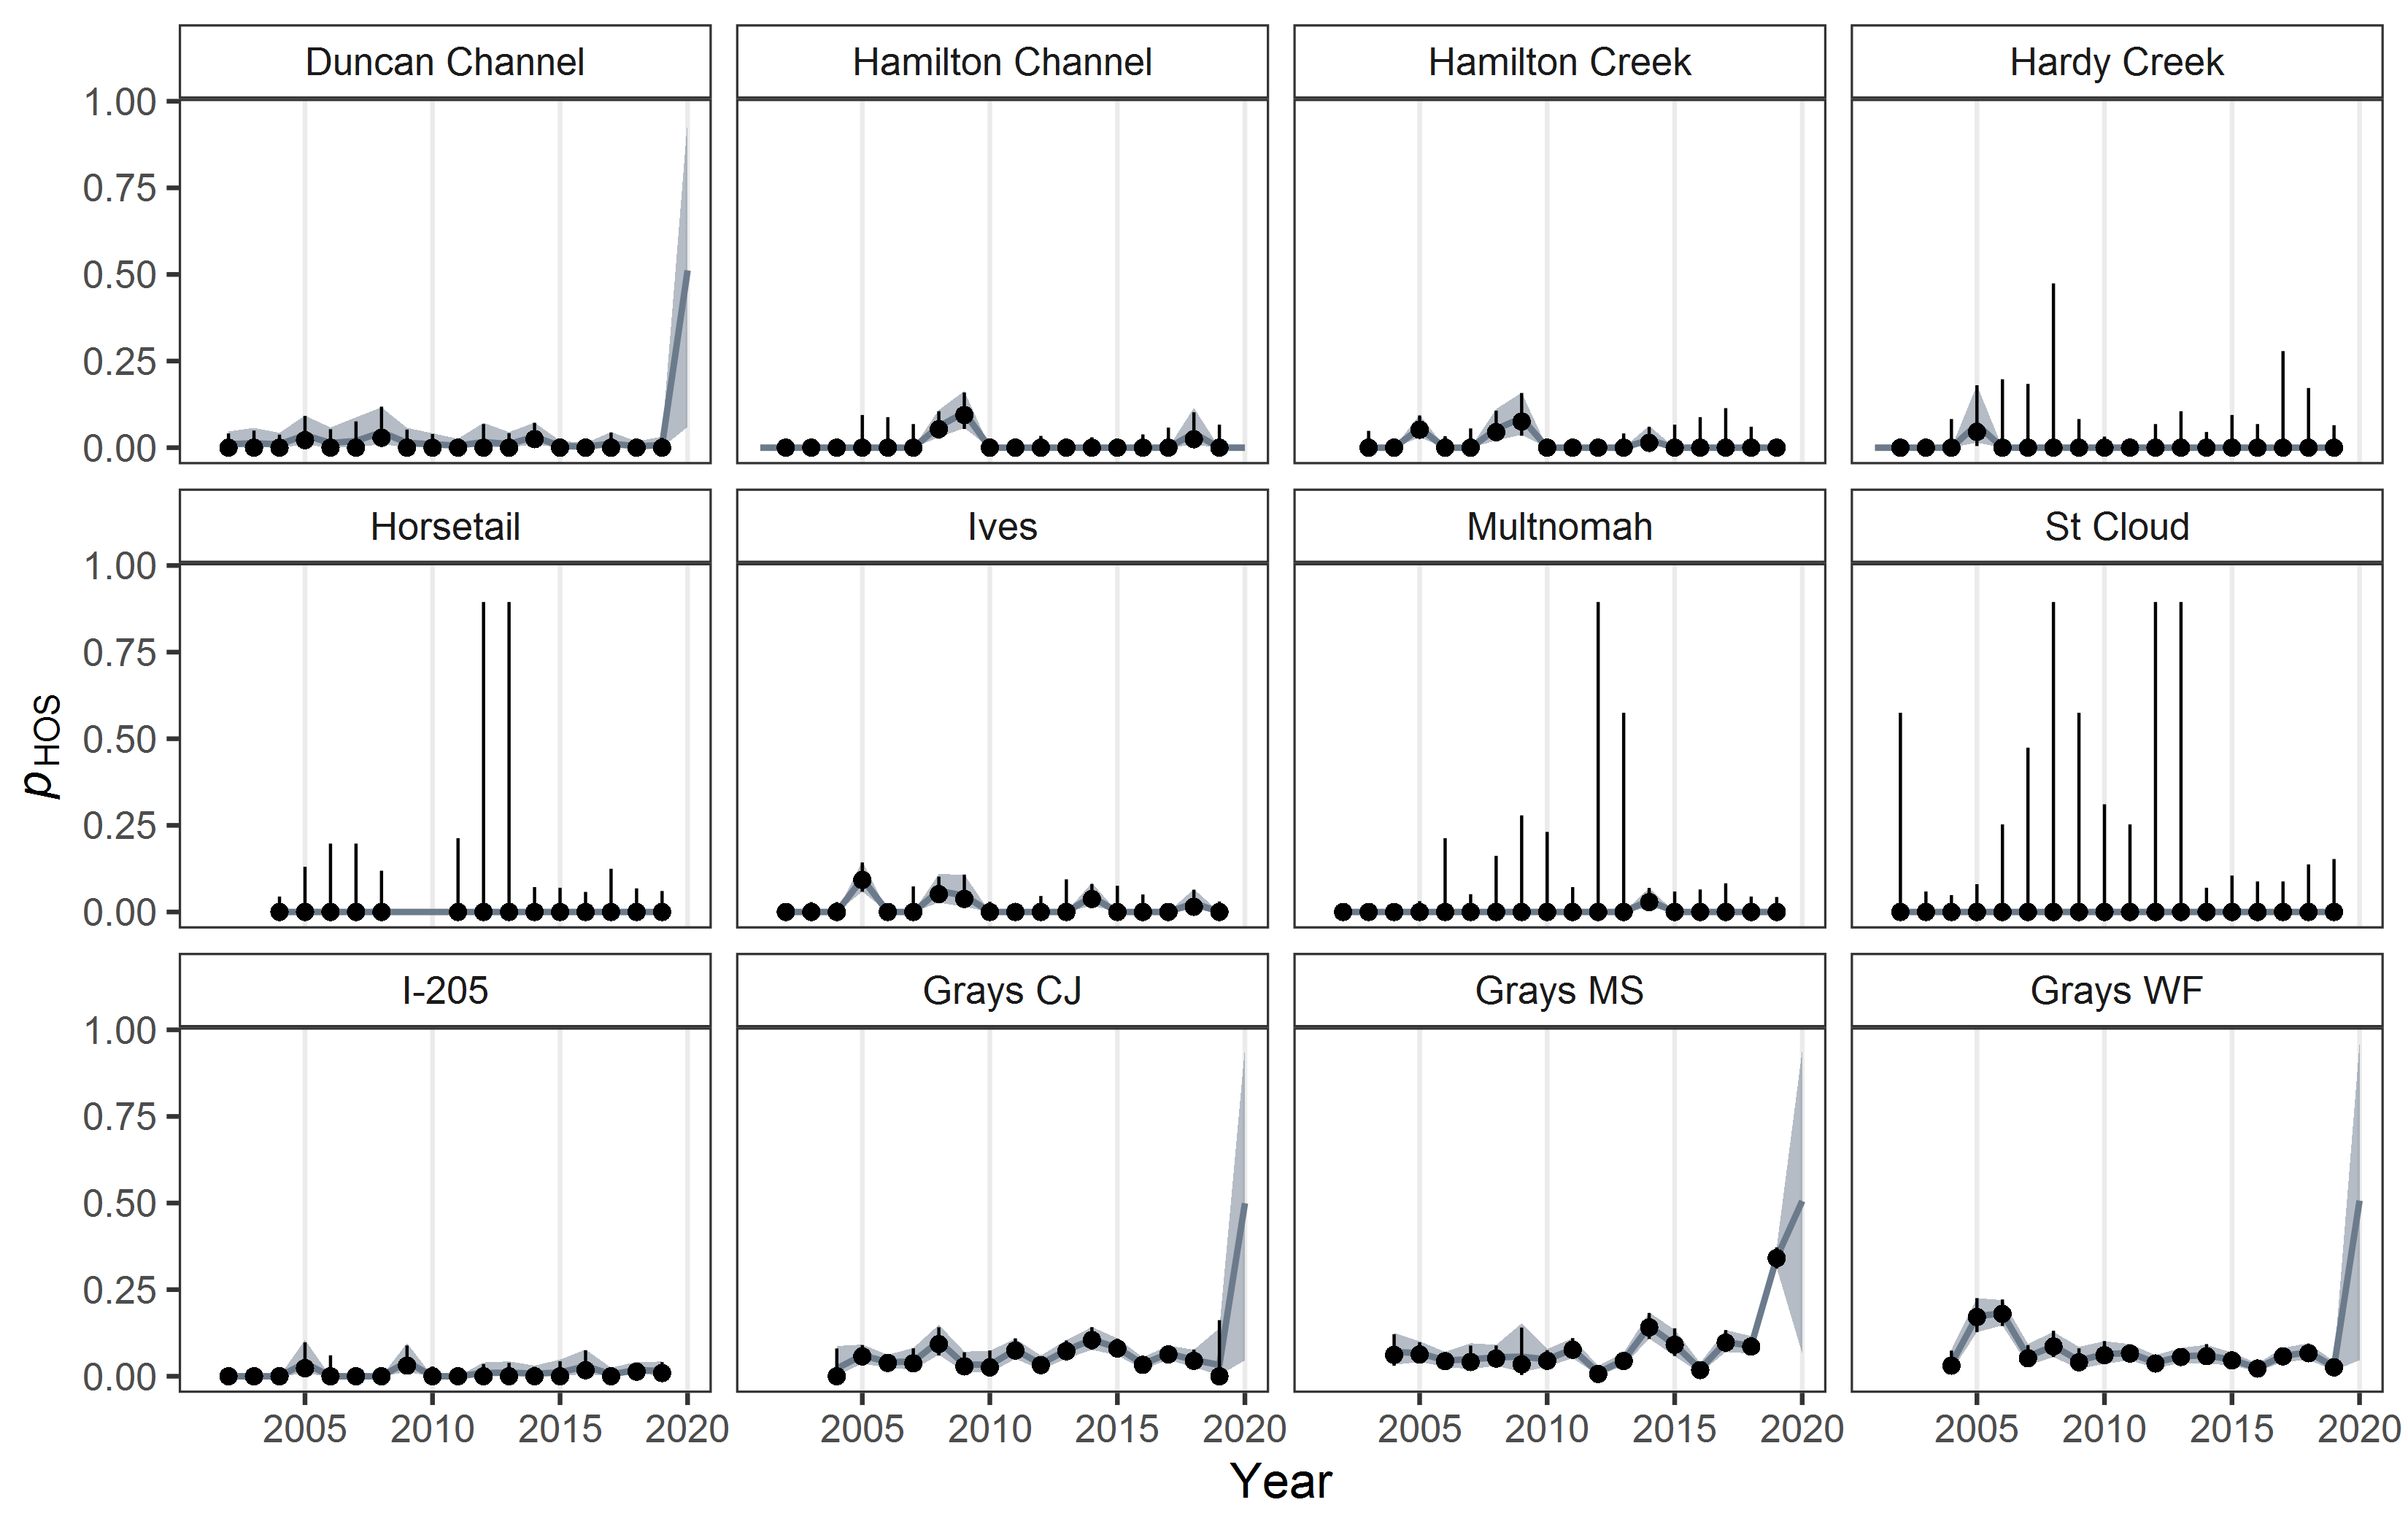 Duncan Channel Hamilton Channel Hamilton Creek Hardy Creek
1.00
0.75
0.50
0.25
0.00
Horsetail Ives Multnomah St Cloud
1.00
0.75
0.50
0.25
0.00
pHOS
I-205 Grays CJ Grays MS Grays WF
1.00
0.75
0.50
0.25
0.00
2005 2010 2015 2020 2005 2010 2015 2020 2005 2010 2015 2020 2005 2010 2015 2020
Year